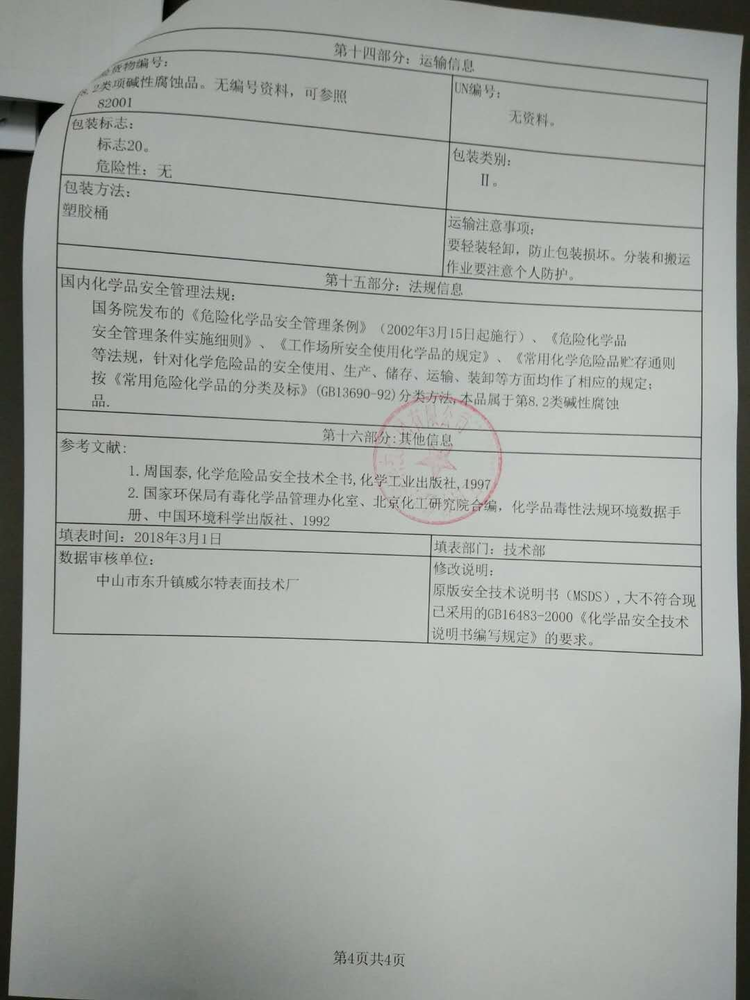 第十四部分：运输信息
货物编号：
8.2类项碱性腐蚀品。无编号资料，可参照
82001
UN编号：
无资料。
包装标志：
标志20。
危险性：无
包装类别：
Ⅱ。
包装方法：
塑胶桶
运输注意事项；
要轻装轻卸，防止包装损坏。分装和搬运
作业要注意个人防护。
第十五部分：法规信息
国内化学品安全管理法规：
国务院发布的《危险化学品安全管理条例》（2002年3月15日起施行）、《危险化学品
安全管理条件实施细则》、《工作场所安全使用化学品的规定》、《常用化学危险品贮存通则
等法规，针对化学危险品的安全使用、生产、储存、运输、装卸等方面均作了相应的规定；
按《常用危险化学品的分类及标》(GB13690-92)分类方法,本品属于第8.2类碱性腐蚀
品.
第十六部分:其他信息
参考文献:
1.周国泰,化学危险品安全技术全书,化学工业出版社,1997
2.国家环保局有毒化学品管理办化室、北京化工研究院合编，化学品毒性法规环境数据手
册、中国环境科学出版社、1992
填表时间：2018年3月1日
填表部门：技术部
数据审核单位：
中山市东升镇威尔特表面技术厂
修改说明：
原版安全技术说明书（MSDS）,大不符合现
已采用的GB16483-2000《化学品安全技术
说明书编写规定》的要求。
有限公司
第4页共4页